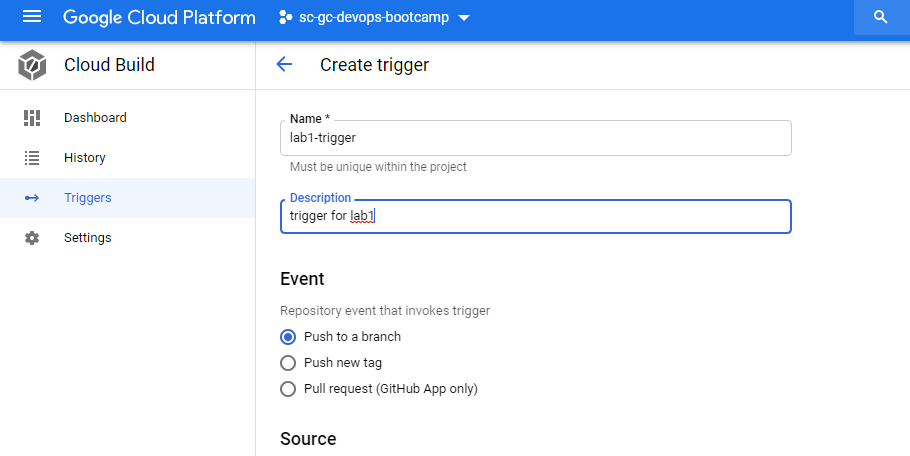 Google Cloud Platform sc-gc-devops-bootcamp
Cloud Build
Create trigger
Dashboard
History
Triggers
Settings
Name *
lab1-trigger
Must be unique within the project
Description
trigger for lab1
Event
Repository event that invokes trigger
Push to a branch
Push new tag
Pull request (GitHub App only)
Source